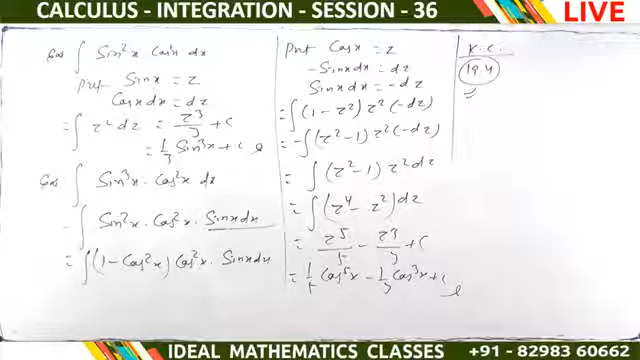 CALCULUS - INTEGRATION - SESSION - 36
LIVE
∫ Sin²x Cosx dx
Put Sinx = z
Cosx dx = dz
= ∫ z² dz = z³/3 + C
= 1/3 Sin³x + C
∫ Sin³x · Cos²x dx
∫ Sin²x · Cos²x · Sinx dx
= ∫ (1 - Cos²x) Cos²x · Sinx dx
Put Cosx = z
-Sinx dx = dz
Sinx dx = -dz
= ∫ (1 - z²) z² (-dz)
= -∫ (z² - 1) z² (-dz)
= ∫ (z² - 1) z² dz
= ∫ (z⁴ - z²) dz
= z⁵/5 - z³/3 + C
= 1/5 Cos⁵x - 1/3 Cos³x + C
K.C.
19.4
IDEAL MATHEMATICS CLASSES
+91 - 82983 60662